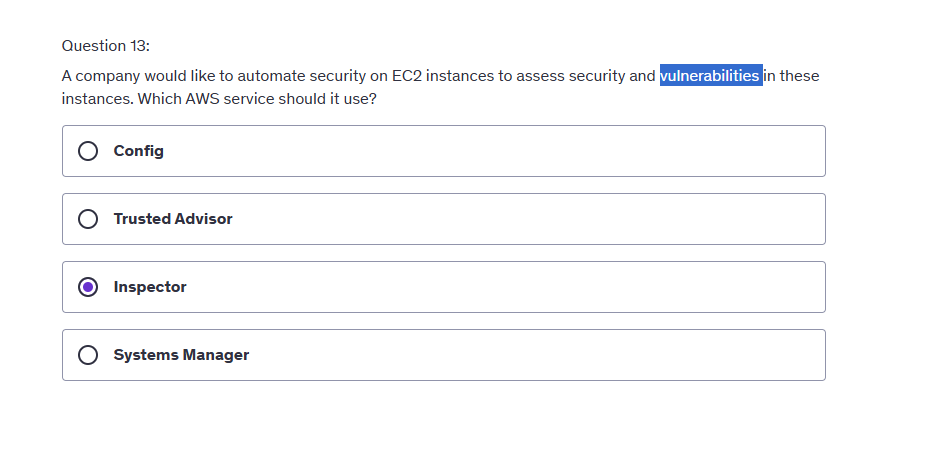 Question 13:
A company would like to automate security on EC2 instances to assess security and vulnerabilities in these
instances. Which AWS service should it use?
Config
Trusted Advisor
Inspector
Systems Manager